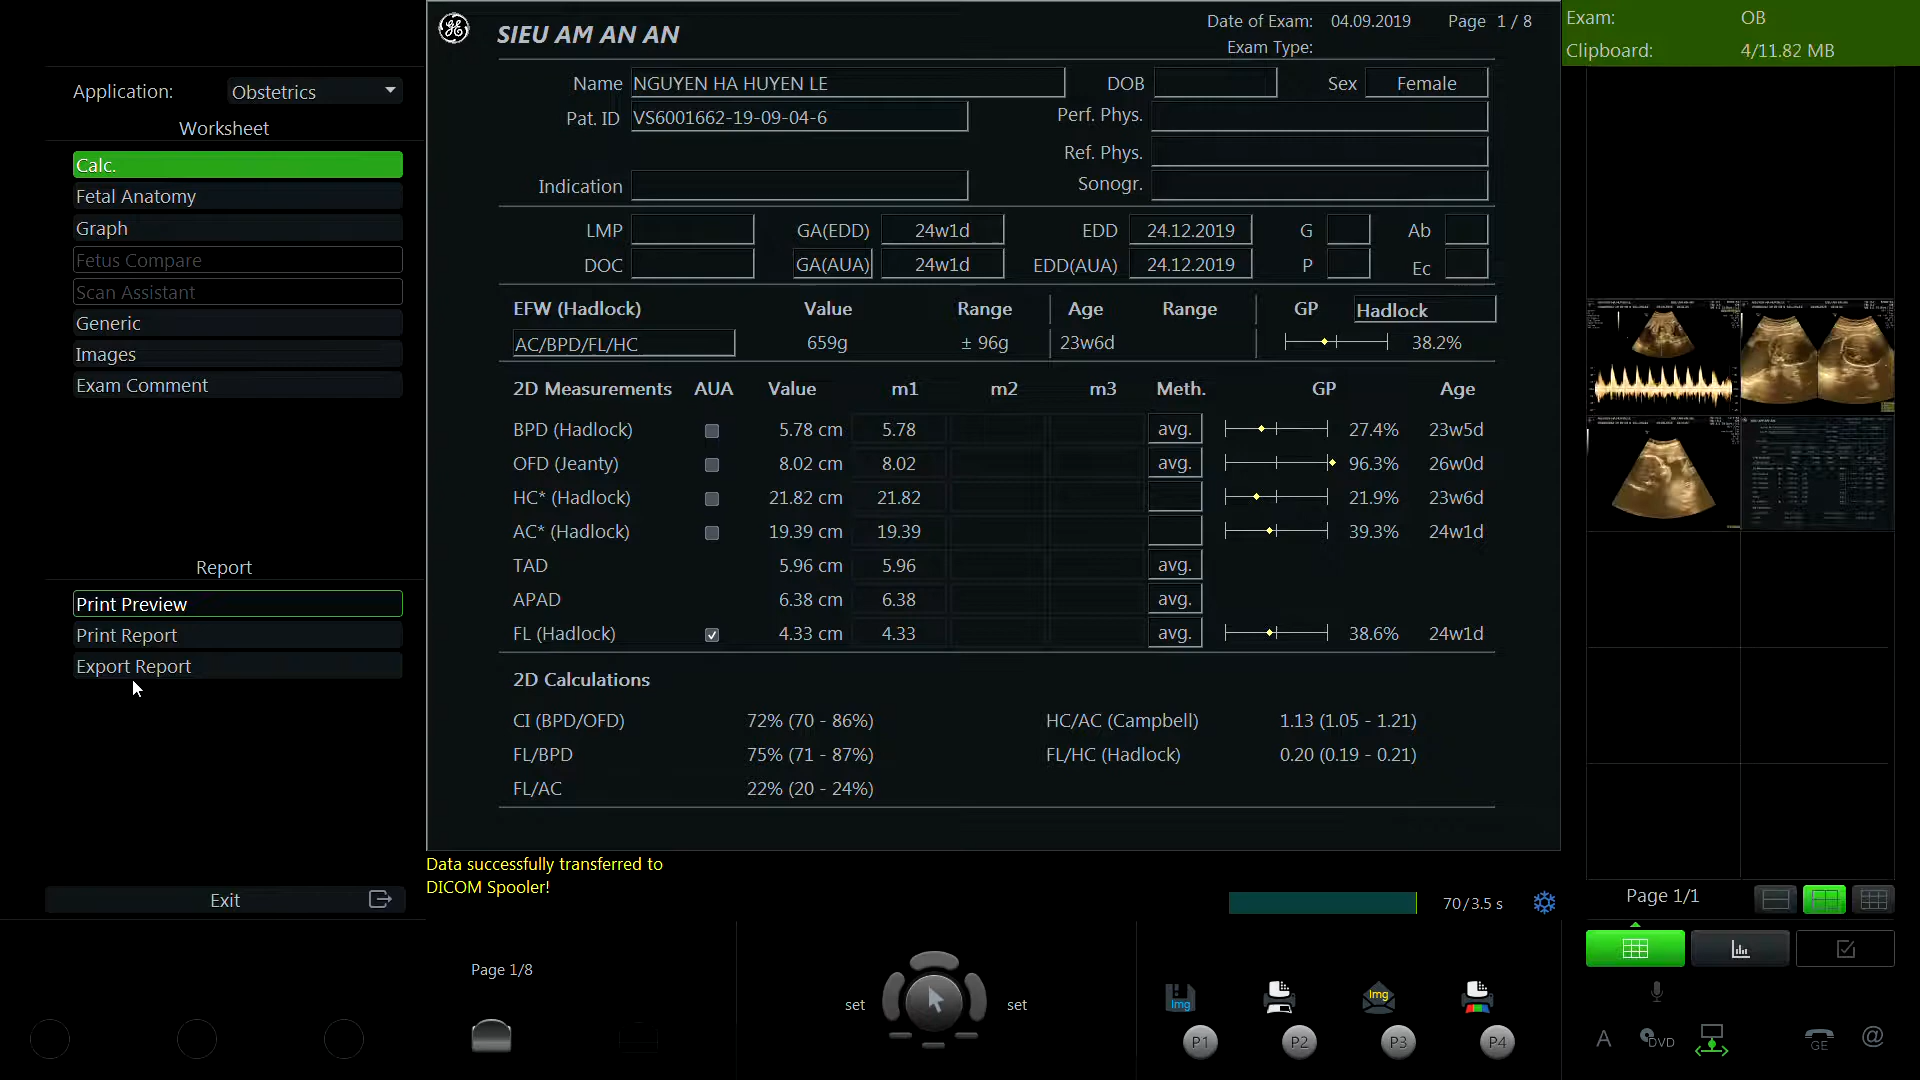 SIEU AM AN AN
Date of Exam: 04.09.2019 Page 1 / 8
Exam Type:
Exam: OB
Clipboard: 4/11.82 MB
Application: Obstetrics
Worksheet
Calc.
Fetal Anatomy
Graph
Fetus Compare
Scan Assistant
Generic
Images
Exam Comment
Report
Print Preview
Print Report
Export Report
Exit
Name NGUYEN HA HUYEN LE DOB Sex Female
Pat. ID VS6001662-19-09-04-6 Perf. Phys.
Ref. Phys.
Indication Sonogr.
LMP GA(EDD) 24w1d EDD 24.12.2019 G Ab
DOC GA(AUA) 24w1d EDD(AUA) 24.12.2019 P Ec
EFW (Hadlock) Value Range Age Range GP Hadlock
AC/BPD/FL/HC 659g ± 96g 23w6d 38.2%
2D Measurements AUA Value m1 m2 m3 Meth. GP Age
BPD (Hadlock) 5.78 cm 5.78 avg. 27.4% 23w5d
OFD (Jeanty) 8.02 cm 8.02 avg. 96.3% 26w0d
HC* (Hadlock) 21.82 cm 21.82 21.9% 23w6d
AC* (Hadlock) 19.39 cm 19.39 39.3% 24w1d
TAD 5.96 cm 5.96 avg.
APAD 6.38 cm 6.38 avg.
FL (Hadlock) 4.33 cm 4.33 avg. 38.6% 24w1d
2D Calculations
CI (BPD/OFD) 72% (70 - 86%) HC/AC (Campbell) 1.13 (1.05 - 1.21)
FL/BPD 75% (71 - 87%) FL/HC (Hadlock) 0.20 (0.19 - 0.21)
FL/AC 22% (20 - 24%)
Data successfully transferred to
DICOM Spooler!
70/3.5 s
Page 1/1
Page 1/8
set set
Img Img
P1 P2 P3 P4
A DVD GE @